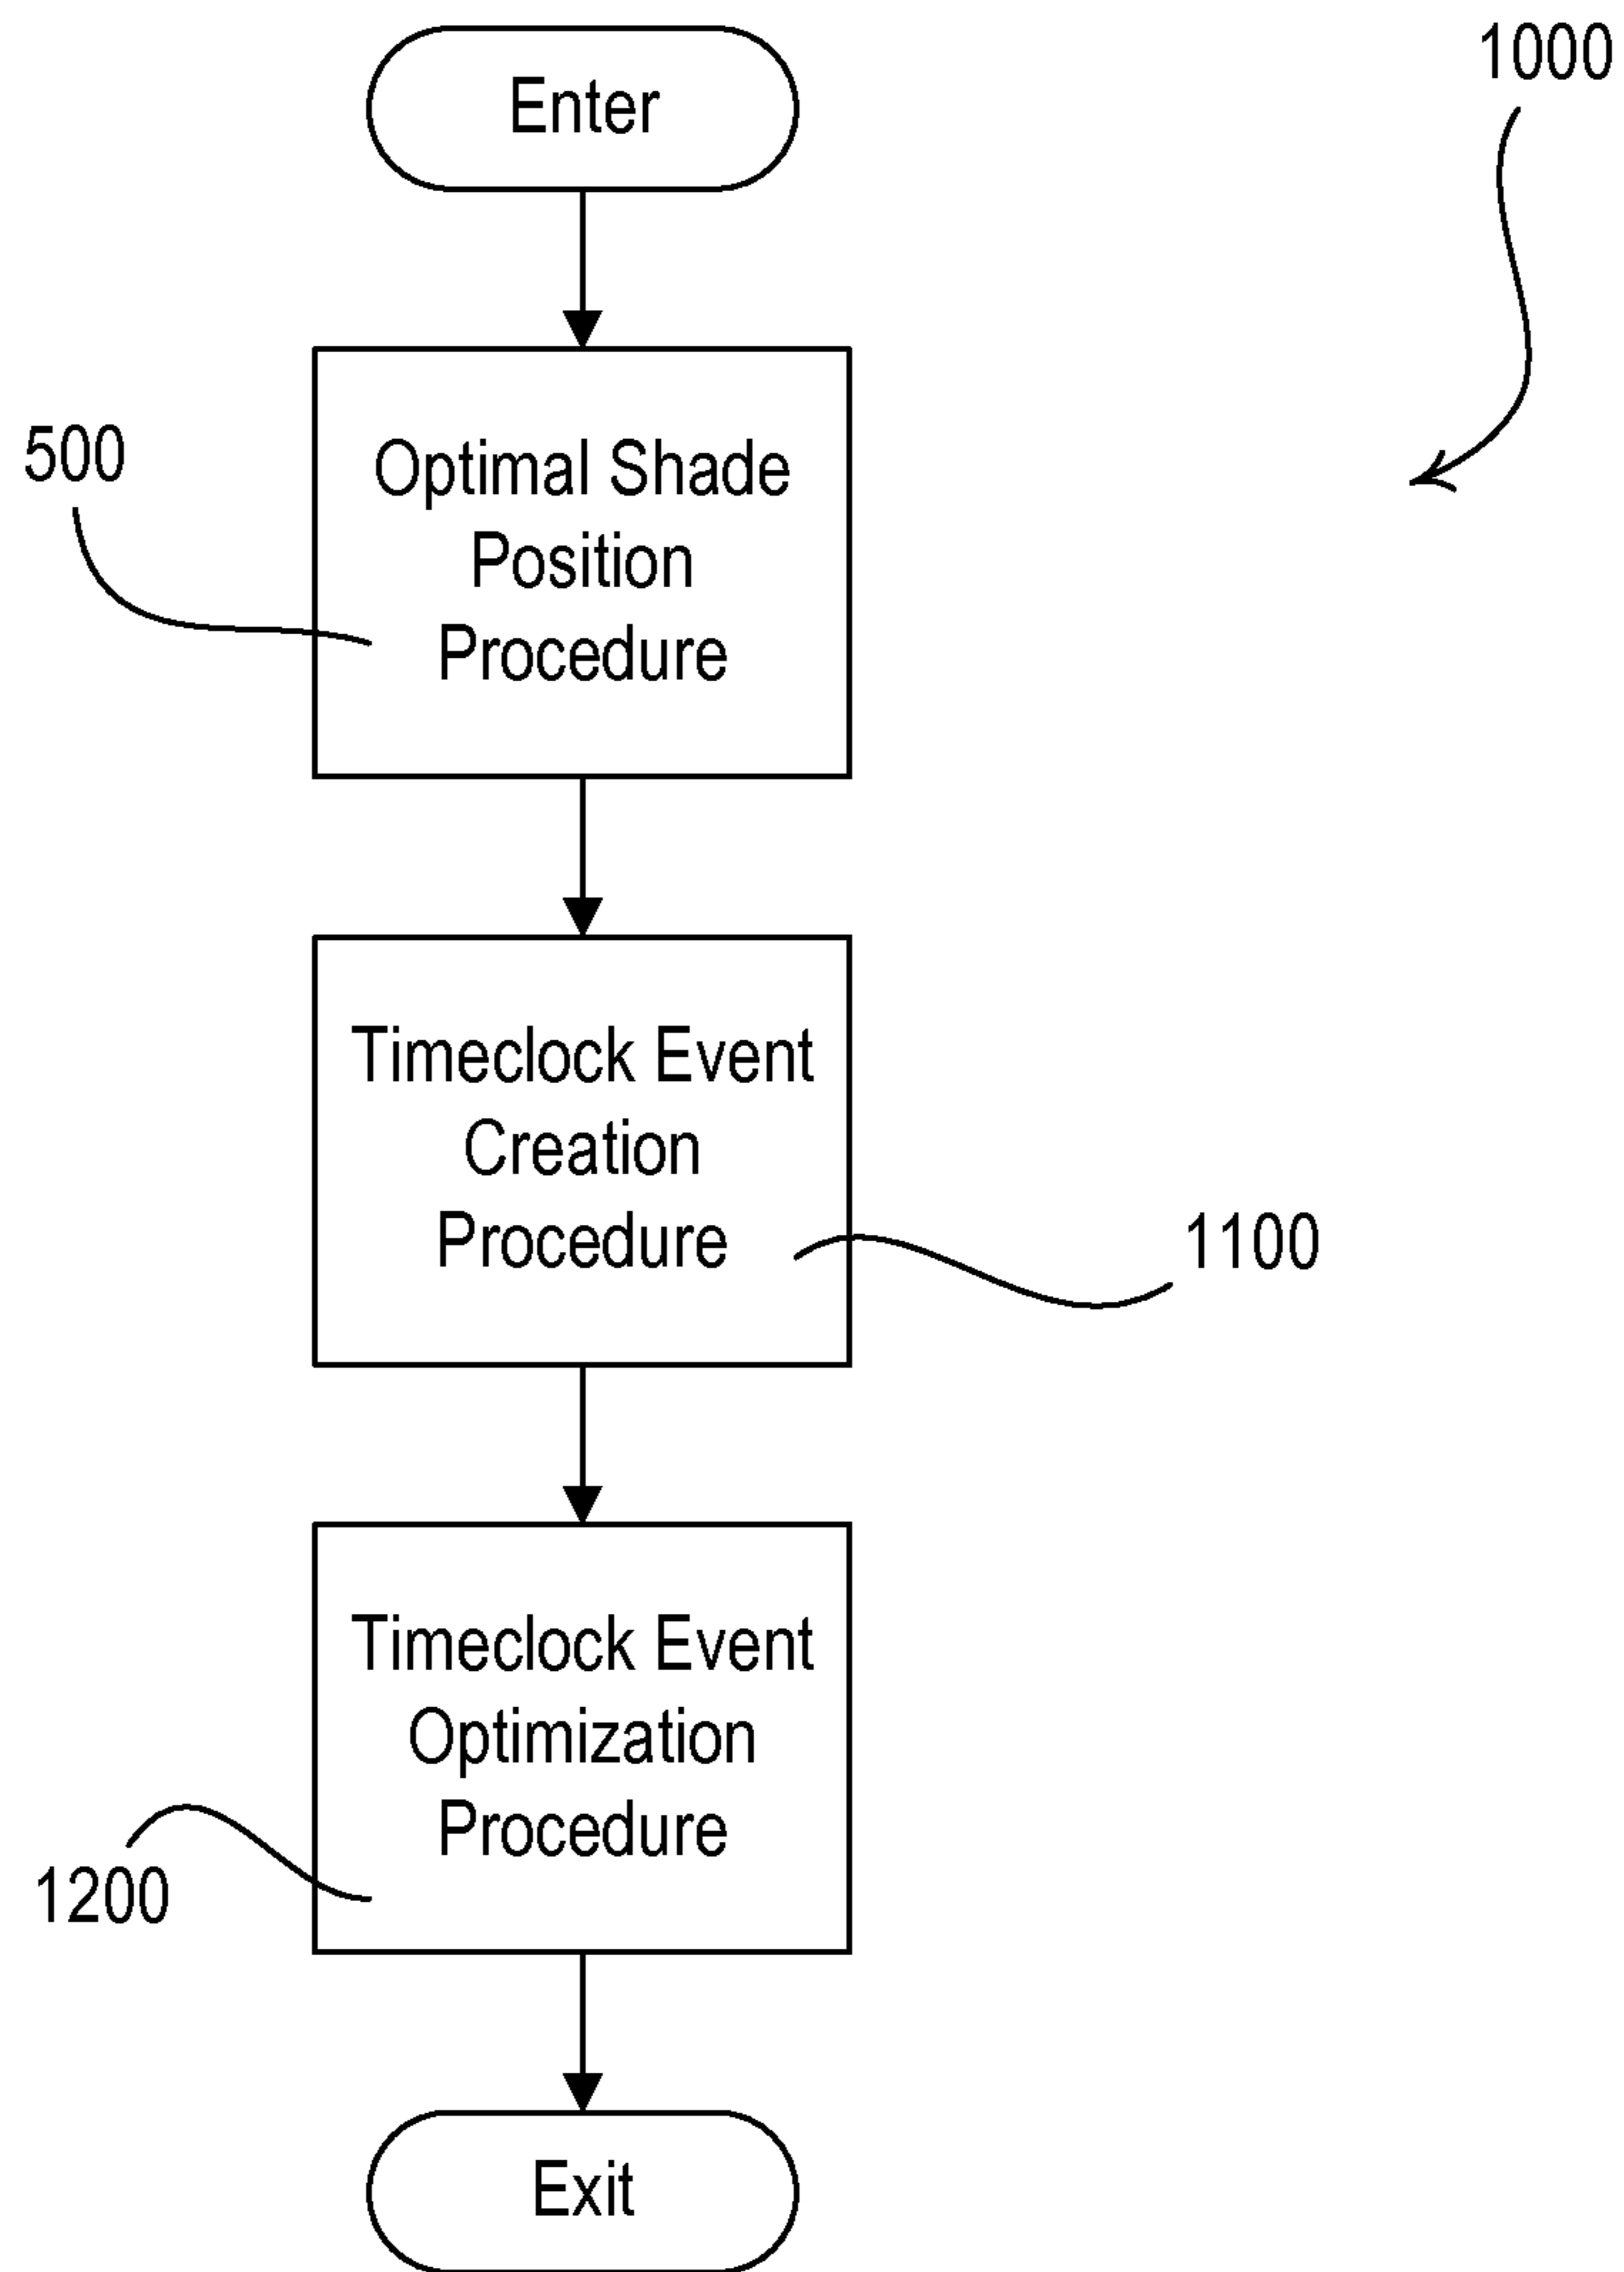 Enter
1000
500
Optimal Shade
Position
Procedure
Timeclock Event
Creation
Procedure
1100
Timeclock Event
Optimization
Procedure
1200
Exit